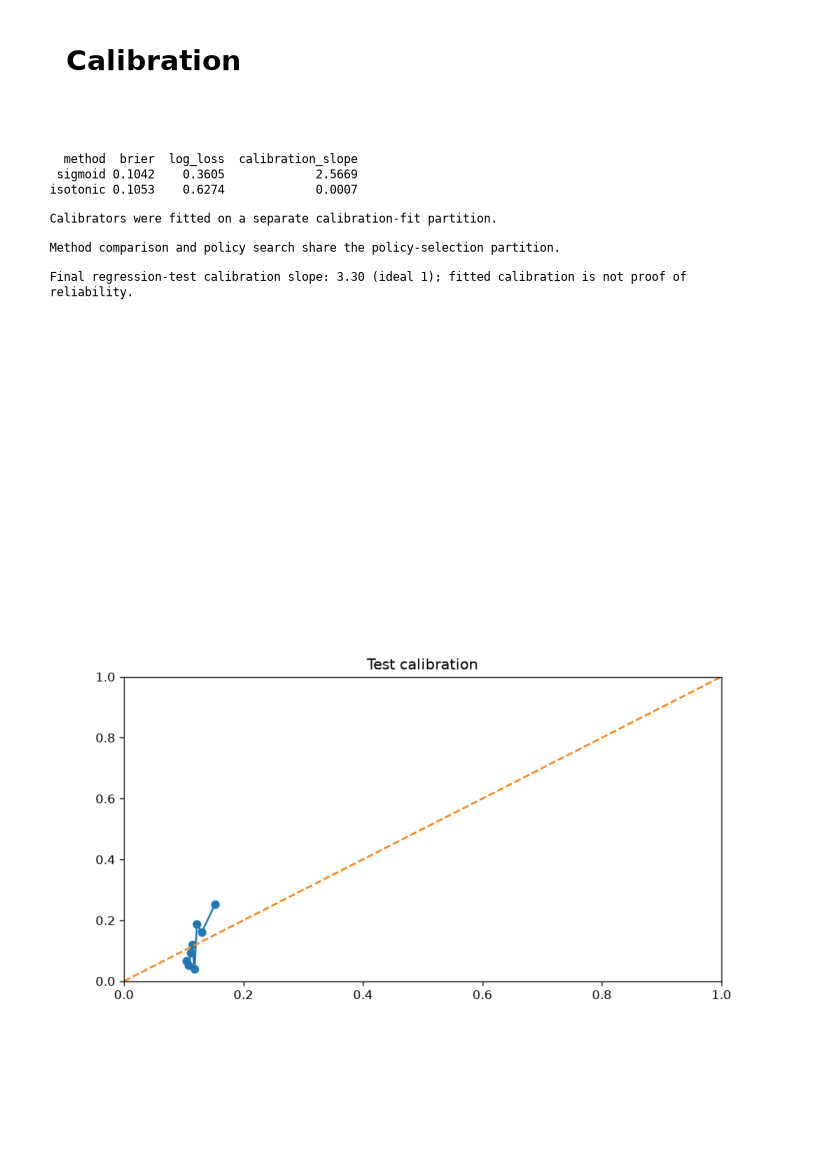 Calibration
method brier log_loss calibration_slope
sigmoid 0.1042 0.3605 2.5669
isotonic 0.1053 0.6274 0.0007
Calibrators were fitted on a separate calibration-fit partition.
Method comparison and policy search share the policy-selection partition.
Final regression-test calibration slope: 3.30 (ideal 1); fitted calibration is not proof of
reliability.
Test calibration
1.0
0.8
0.6
0.4
0.2
0.0
0.0 0.2 0.4 0.6 0.8 1.0